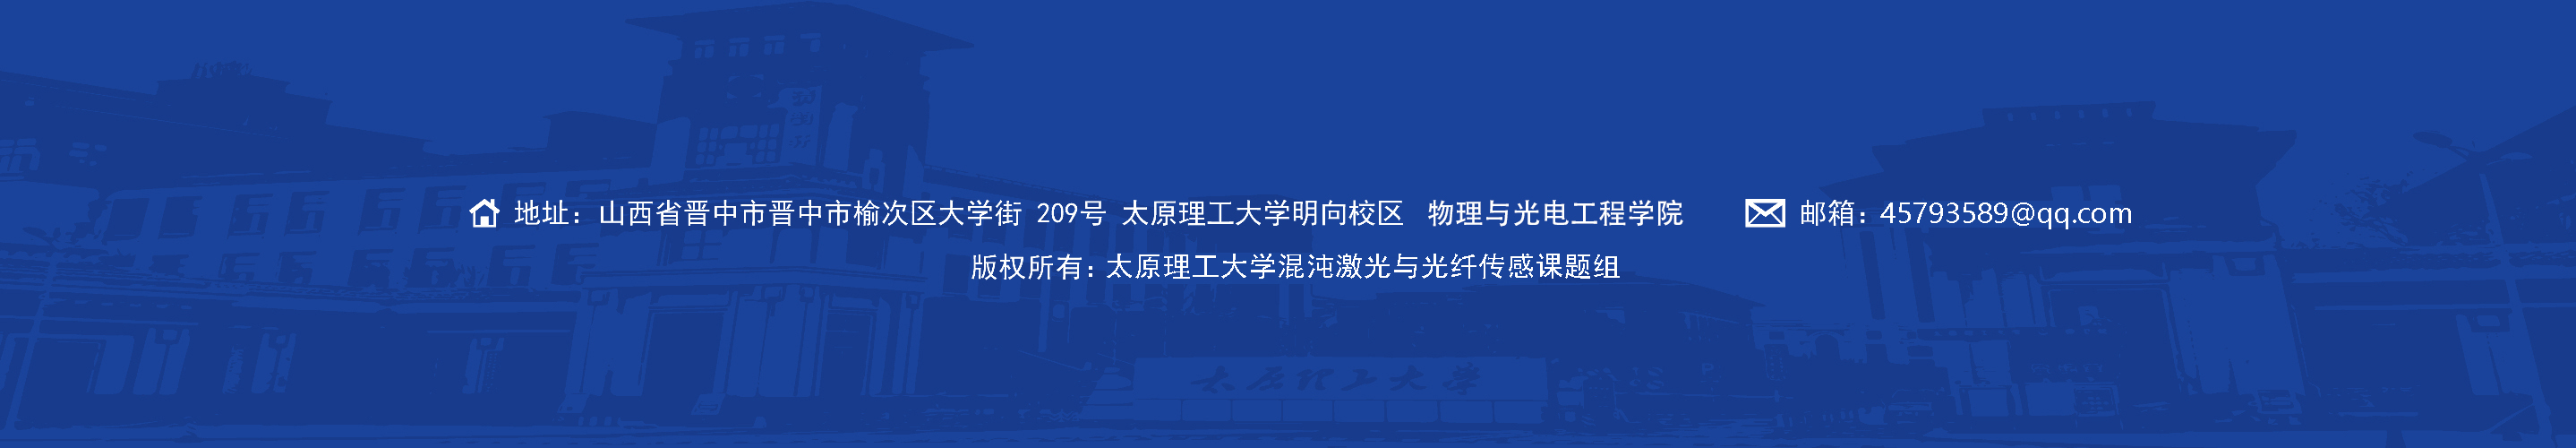 地址：山西省晋中市晋中市榆次区大学街 209号 太原理工大学明向校区 物理与光电工程学院 邮箱：45793589@qq.com
版权所有：太原理工大学混沌激光与光纤传感课题组
太原理工大学